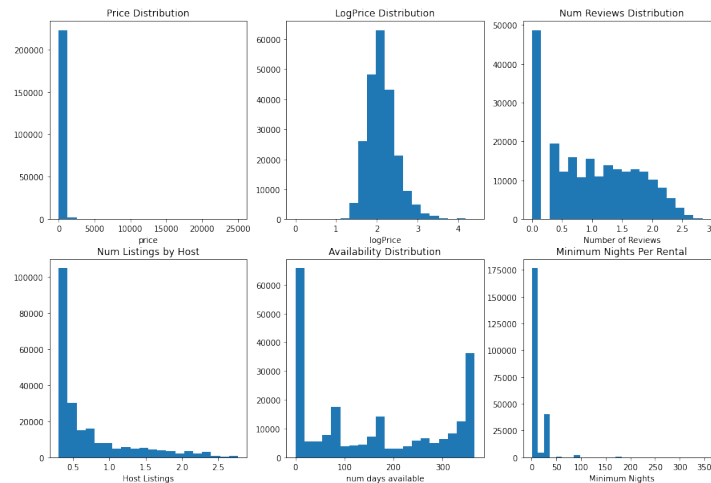 Price Distribution
200000
150000
100000
50000
0
0 5000 10000 15000 20000 25000
price
LogPrice Distribution
60000
50000
40000
30000
20000
10000
0
0 1 2 3 4
logPrice
Num Reviews Distribution
50000
40000
30000
20000
10000
0
0.0 0.5 1.0 1.5 2.0 2.5
Number of Reviews
Num Listings by Host
100000
80000
60000
40000
20000
0
0.5 1.0 1.5 2.0 2.5
Host Listings
Availability Distribution
60000
50000
40000
30000
20000
10000
0
0 100 200 300
num days available
Minimum Nights Per Rental
175000
150000
125000
100000
75000
50000
25000
0
0 50 100 150 200 250 300 350
Minimum Nights